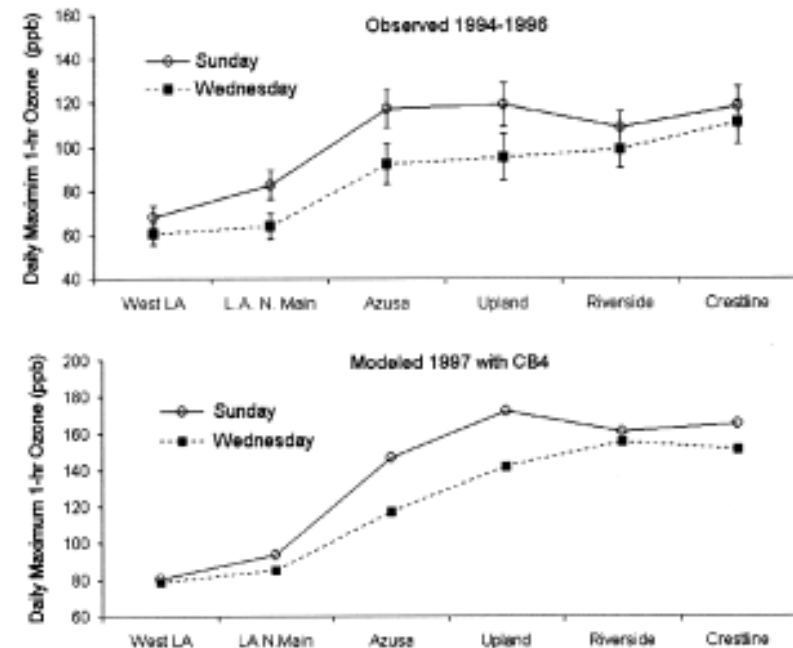 Observed 1994-1996
Daily Maximim 1-hr Ozone (ppb)
160
140
120
100
80
60
40
Sunday
Wednesday
West LA
L.A. N. Main
Azusa
Upland
Riverside
Crestline
Modeled 1997 with CB4
Daily Maximum 1-hr Ozone (ppb)
200
180
160
140
120
100
80
60
Sunday
Wednesday
West LA
LA N.Main
Azusa
Upland
Riverside
Crestline